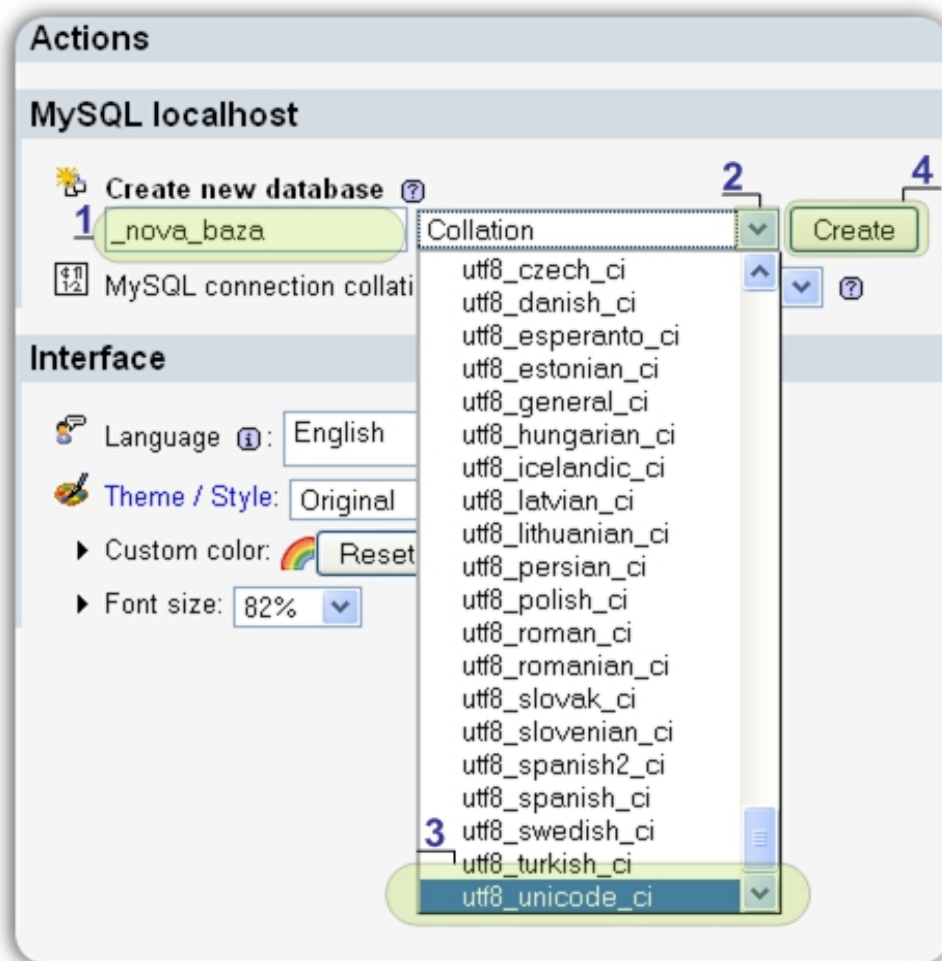 Actions
MySQL localhost
Create new database
1 _nova_baza Collation 2 Create 4
MySQL connection collati
utf8_czech_ci
utf8_danish_ci
utf8_esperanto_ci
utf8_estonian_ci
utf8_general_ci
utf8_hungarian_ci
utf8_icelandic_ci
utf8_latvian_ci
utf8_lithuanian_ci
utf8_persian_ci
utf8_polish_ci
utf8_roman_ci
utf8_romanian_ci
utf8_slovak_ci
utf8_slovenian_ci
utf8_spanish2_ci
utf8_spanish_ci
utf8_swedish_ci
3 utf8_turkish_ci
utf8_unicode_ci
Interface
Language : English
Theme / Style: Original
Custom color: Reset
Font size: 82%